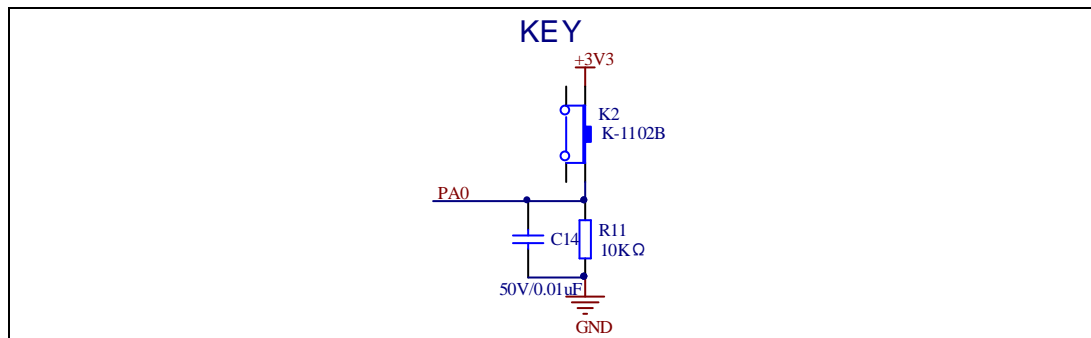 KEY
+3V3
K2
K-1102B
PA0
C14
R11
10KΩ
50V/0.01uF
GND